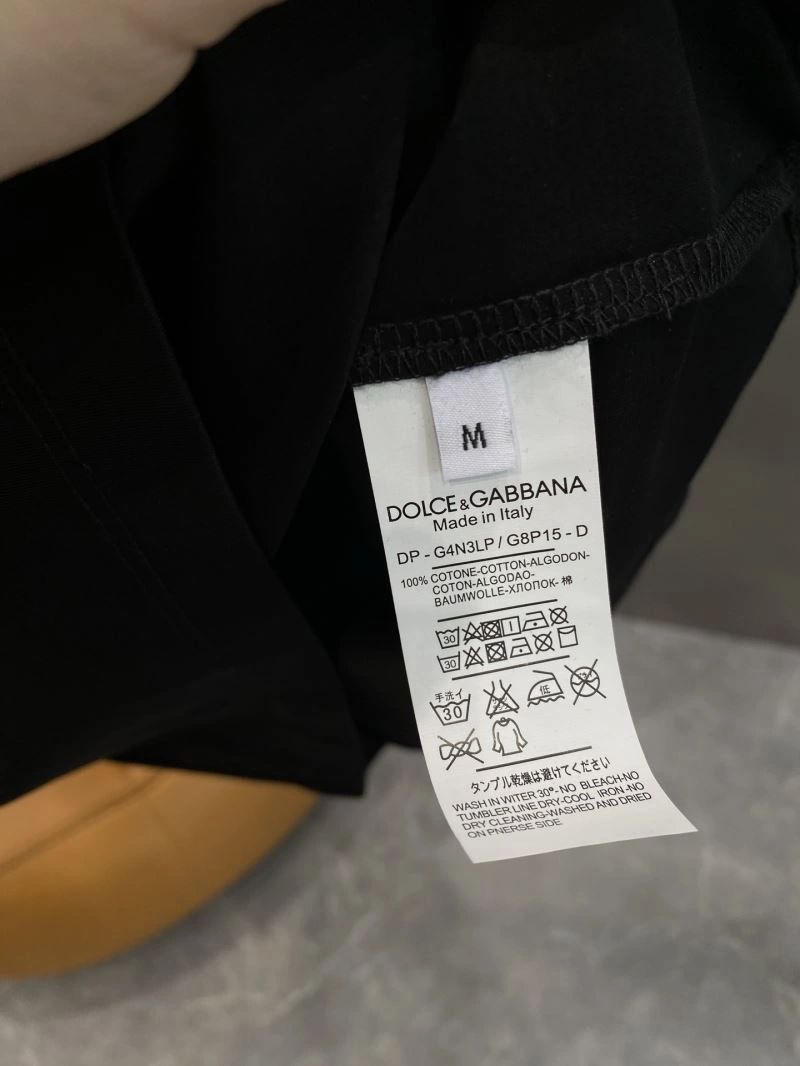 M
DOLCE&GABBANA
Made in Italy
DP - G4N3LP / G8P15 - D
100% COTONE-COTTON-ALGODON-
COTON-ALGODAO-
BAUMWOLLE-ХЛОПОК- 棉
30
30
手洗イ
30
低
タンブル乾燥は避けてください
WASH IN WITER 30°-NO BLEACH-NO
TUMBLER LINE DRY-COOL IRON-NO
DRY CLEANING-WASHED AND DRIED
ON PNERSE SIDE